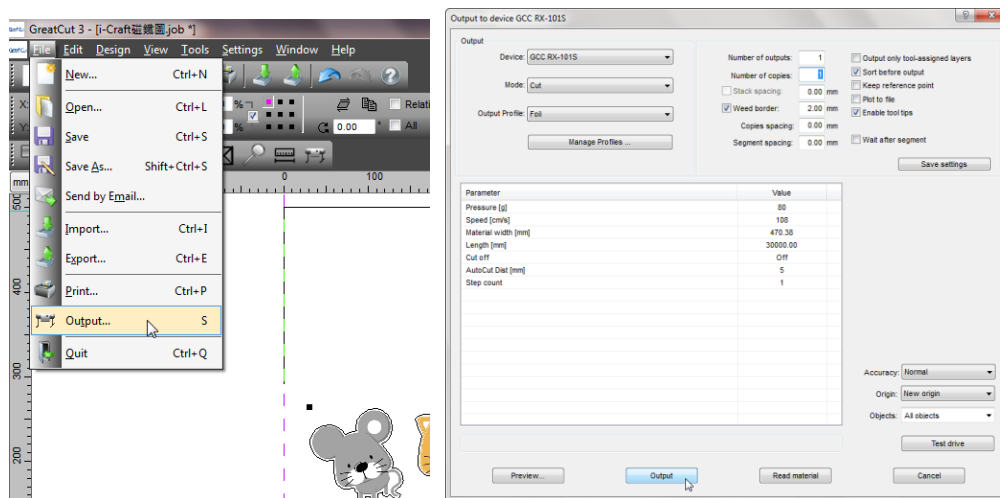 GreatCut 3 - [i-Craft磁鐵圖.job *]
File Edit Design View Tools Settings Window Help
New... Ctrl+N
Open... Ctrl+L
Save Ctrl+S
Save As... Shift+Ctrl+S
Send by Email...
Import... Ctrl+I
Export... Ctrl+E
Print... Ctrl+P
Output... S
Quit Ctrl+Q
X:
Y:
%
%
0.00 °
Relati
All
mm
0 100
500
400
300
200
Output to device GCC RX-101S
Output
Device: GCC RX-101S
Mode: Cut
Output Profile: Foil
Manage Profiles ...
Number of outputs: 1
Number of copies: 1
Stack spacing: 0.00 mm
Weed border: 2.00 mm
Copies spacing: 0.00 mm
Segment spacing: 0.00 mm
Output only tool-assigned layers
Sort before output
Keep reference point
Plot to file
Enable tool tips
Wait after segment
Save settings
Parameter Value
Pressure [g] 80
Speed [cm/s] 108
Material width [mm] 470.38
Length [mm] 30000.00
Cut off Off
AutoCut Dist [mm] 5
Step count 1
Accuracy: Normal
Origin: New origin
Objects: All objects
Test drive
Preview... Output Read material Cancel